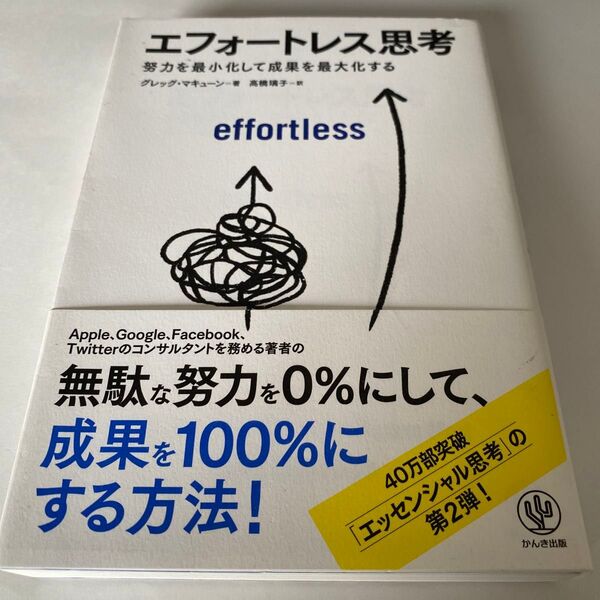 エフォートレス思考
努力を最小化して成果を最大化する
グレッグ・マキューン―著 高橋璃子―訳
effortless
Apple、Google、Facebook、
Twitterのコンサルタントを務める著者の
無駄な努力を0%にして、
成果を100%に
する方法！
40万部突破
「エッセンシャル思考」の
第2弾！
かんき出版